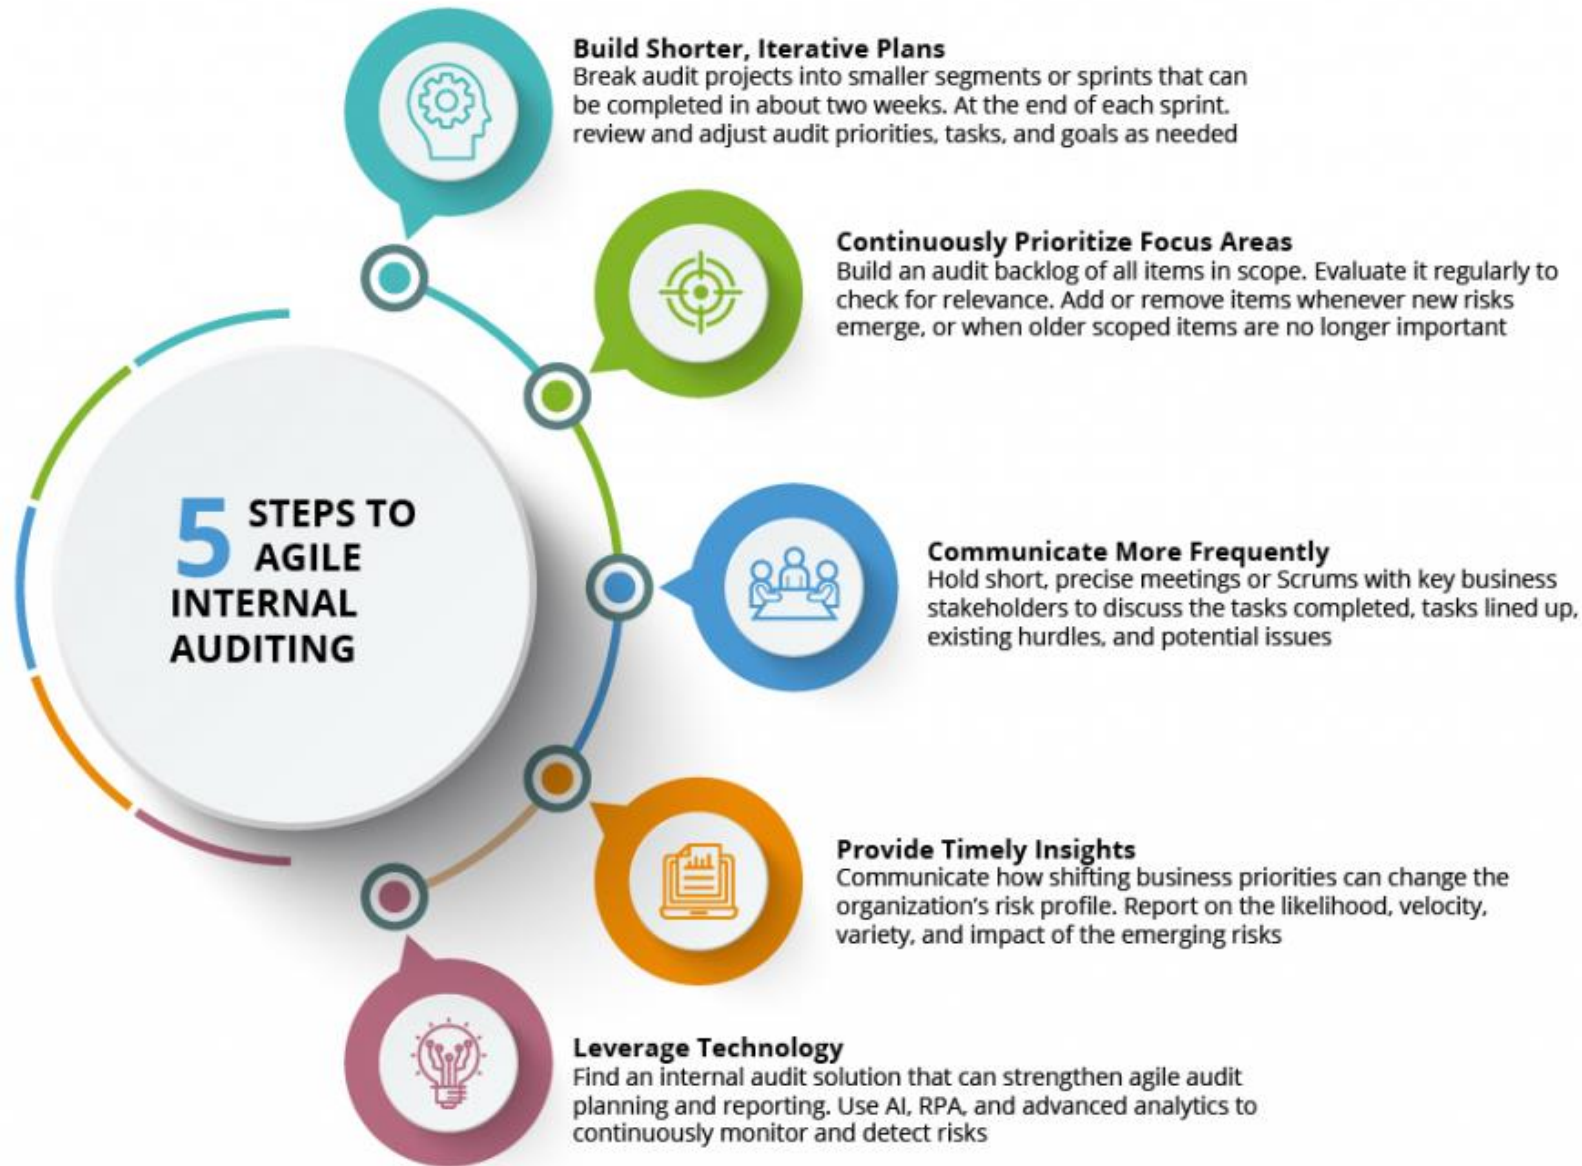 5 STEPS TO
AGILE
INTERNAL
AUDITING
Build Shorter, Iterative Plans
Break audit projects into smaller segments or sprints that can
be completed in about two weeks. At the end of each sprint.
review and adjust audit priorities, tasks, and goals as needed
Continuously Prioritize Focus Areas
Build an audit backlog of all items in scope. Evaluate it regularly to
check for relevance. Add or remove items whenever new risks
emerge, or when older scoped items are no longer important
Communicate More Frequently
Hold short, precise meetings or Scrums with key business
stakeholders to discuss the tasks completed, tasks lined up,
existing hurdles, and potential issues
Provide Timely Insights
Communicate how shifting business priorities can change the
organization's risk profile. Report on the likelihood, velocity,
variety, and impact of the emerging risks
Leverage Technology
Find an internal audit solution that can strengthen agile audit
planning and reporting. Use AI, RPA, and advanced analytics to
continuously monitor and detect risks